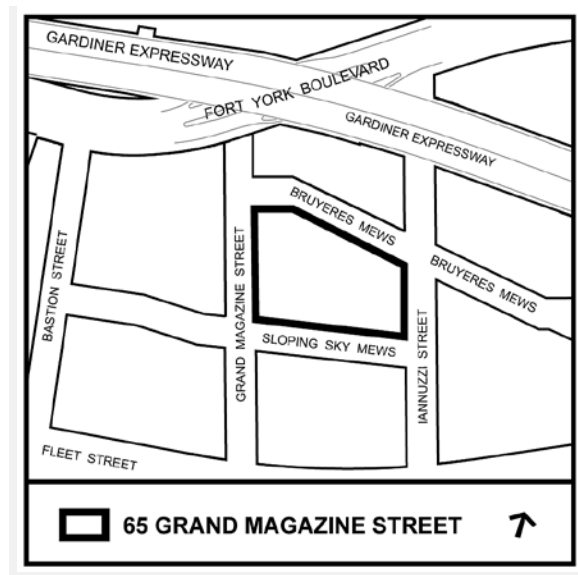 GARDINER EXPRESSWAY
FORT YORK BOULEVARD
GARDINER EXPRESSWAY
BRUYERES MEWS
BRUYERES MEWS
BASTION STREET
GRAND MAGAZINE STREET
SLOPING SKY MEWS
IANNUZZI STREET
FLEET STREET
65 GRAND MAGAZINE STREET